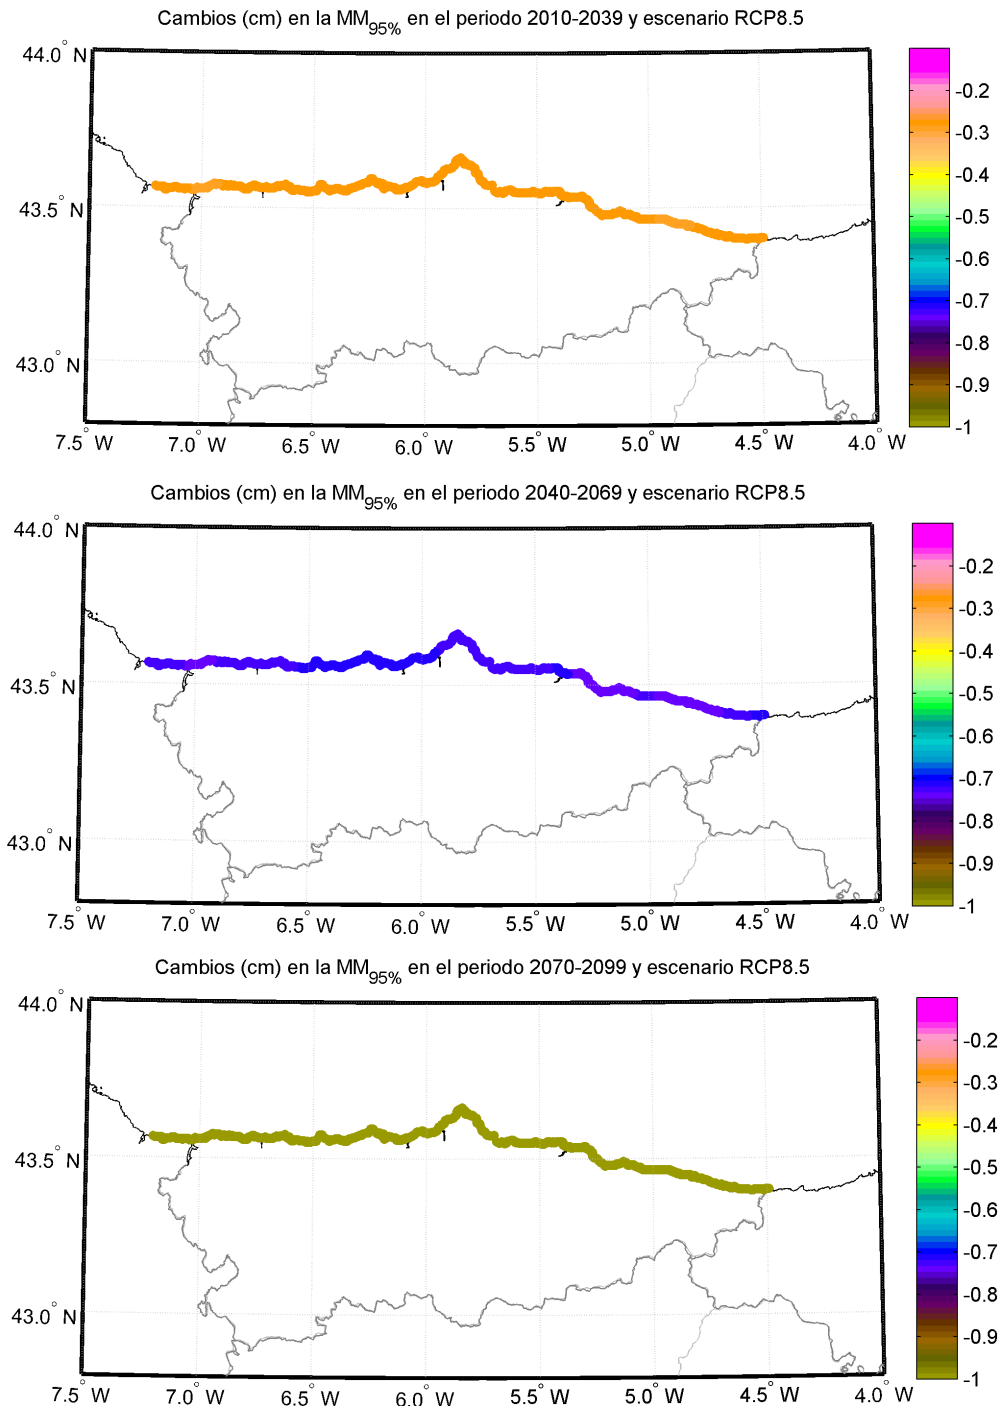 Cambios (cm) en la MM95% en el periodo 2010-2039 y escenario RCP8.5
44.0° N
43.5° N
43.0° N
7.5° W 7.0° W 6.5° W 6.0° W 5.5° W 5.0° W 4.5° W 4.0° W
-0.2
-0.3
-0.4
-0.5
-0.6
-0.7
-0.8
-0.9
-1
Cambios (cm) en la MM95% en el periodo 2040-2069 y escenario RCP8.5
44.0° N
43.5° N
43.0° N
7.5° W 7.0° W 6.5° W 6.0° W 5.5° W 5.0° W 4.5° W 4.0° W
-0.2
-0.3
-0.4
-0.5
-0.6
-0.7
-0.8
-0.9
-1
Cambios (cm) en la MM95% en el periodo 2070-2099 y escenario RCP8.5
44.0° N
43.5° N
43.0° N
7.5° W 7.0° W 6.5° W 6.0° W 5.5° W 5.0° W 4.5° W 4.0° W
-0.2
-0.3
-0.4
-0.5
-0.6
-0.7
-0.8
-0.9
-1